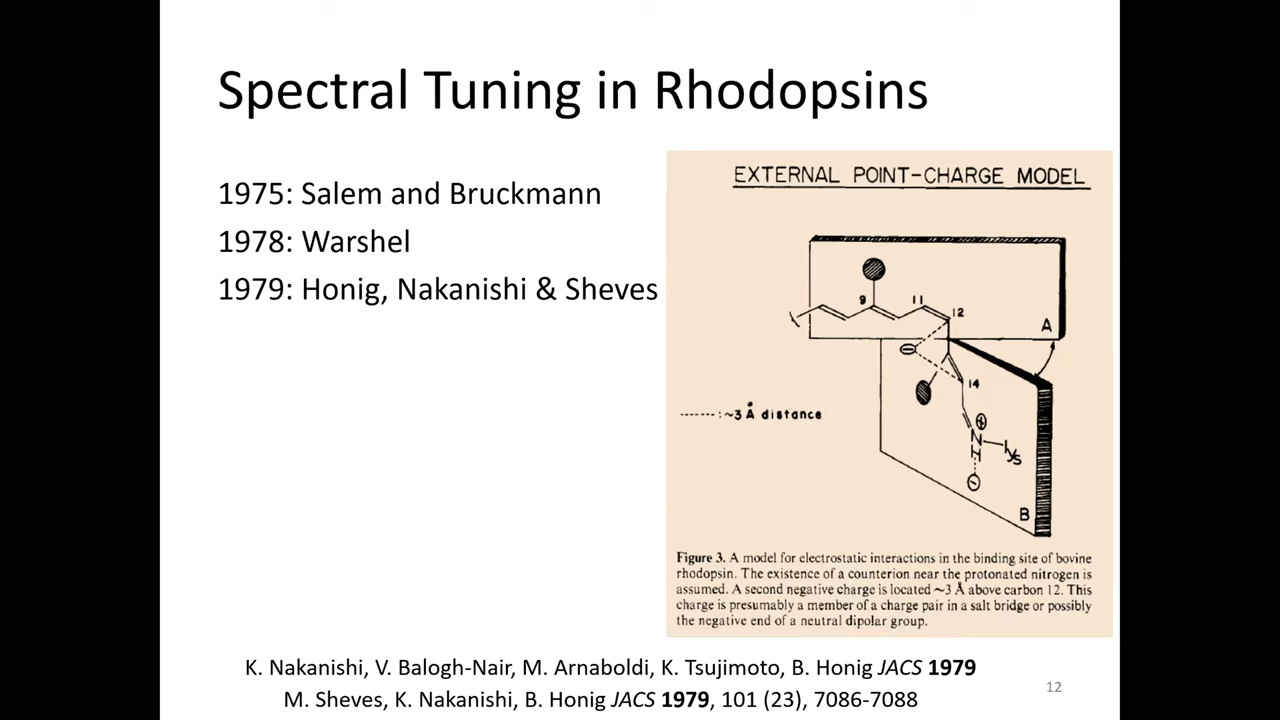 Spectral Tuning in Rhodopsins
1975: Salem and Bruckmann
1978: Warshel
1979: Honig, Nakanishi & Sheves
EXTERNAL POINT-CHARGE MODEL
9
11
12
A
14
------:~3 Å distance
N
H
lys
B
Figure 3. A model for electrostatic interactions in the binding site of bovine
rhodopsin. The existence of a counterion near the protonated nitrogen is
assumed. A second negative charge is located ~3 Å above carbon 12. This
charge is presumably a member of a charge pair in a salt bridge or possibly
the negative end of a neutral dipolar group.
K. Nakanishi, V. Balogh-Nair, M. Arnaboldi, K. Tsujimoto, B. Honig JACS 1979
M. Sheves, K. Nakanishi, B. Honig JACS 1979, 101 (23), 7086-7088
12